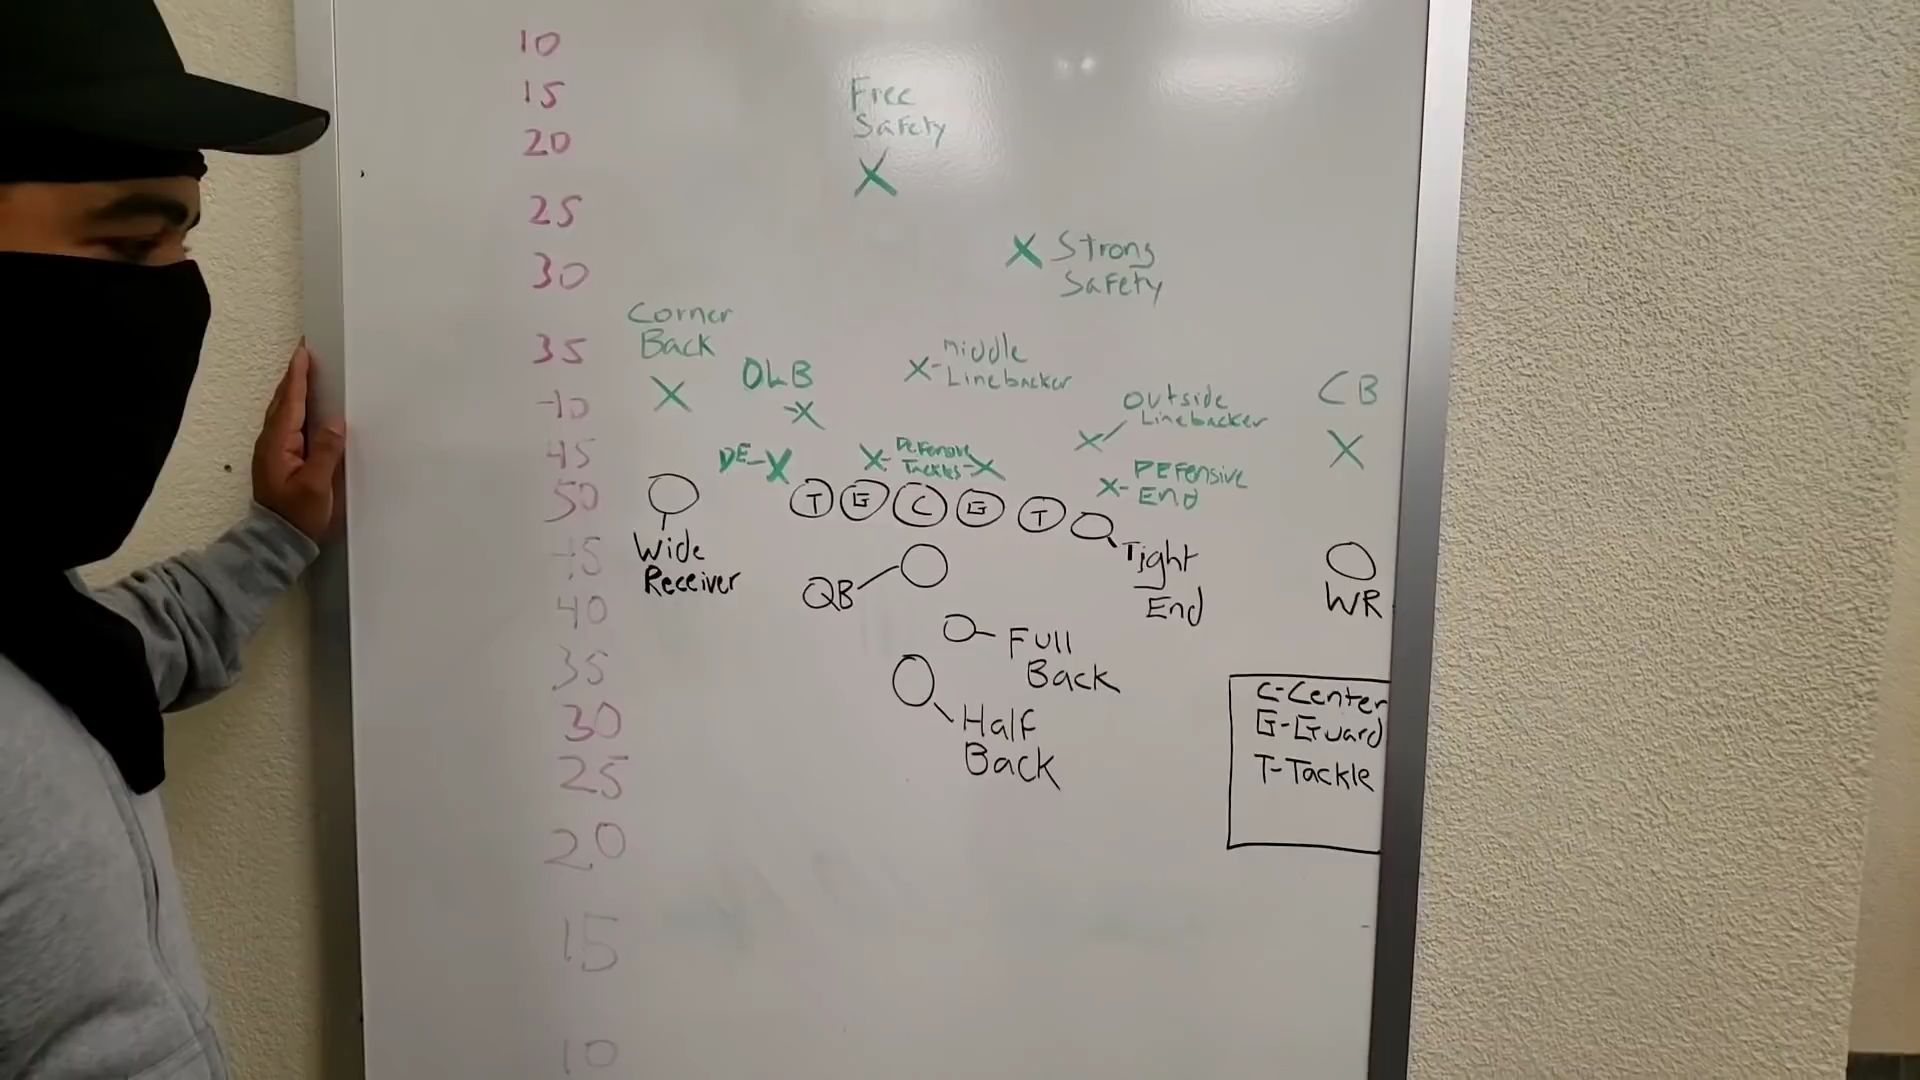 10
15
20
25
30
35
40
45
50
45
40
35
30
25
20
15
10
Free
Safety
X
X Strong
Safety
Corner
Back
X
OLB
-X
X-Middle
Linebacker
Outside
Linebacker
X
CB
X
DE-X
X-Defensive
Tackles-X
X-DEFensive
End
T G C G T
Wide
Receiver
QB
Tight
End
WR
Full
Back
Half
Back
C-Center
G-Guard
T-Tackle